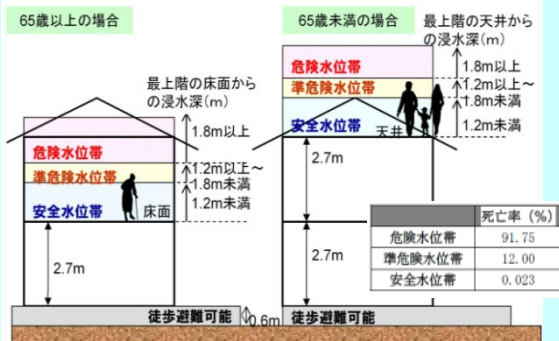 65歳以上の場合
最上階の床面から
の浸水深(m)
1.8m以上
危険水位帯
1.2m以上～
準危険水位帯
1.8m未満
1.2m未満
安全水位帯
床面
2.7m
徒歩避難可能
0.6m
65歳未満の場合
最上階の天井から
の浸水深(m)
危険水位帯
1.8m以上
準危険水位帯
1.2m以上～
1.8m未満
安全水位帯
天井
1.2m未満
2.7m
2.7m
徒歩避難可能
死亡率 (%)
危険水位帯 91.75
準危険水位帯 12.00
安全水位帯 0.023